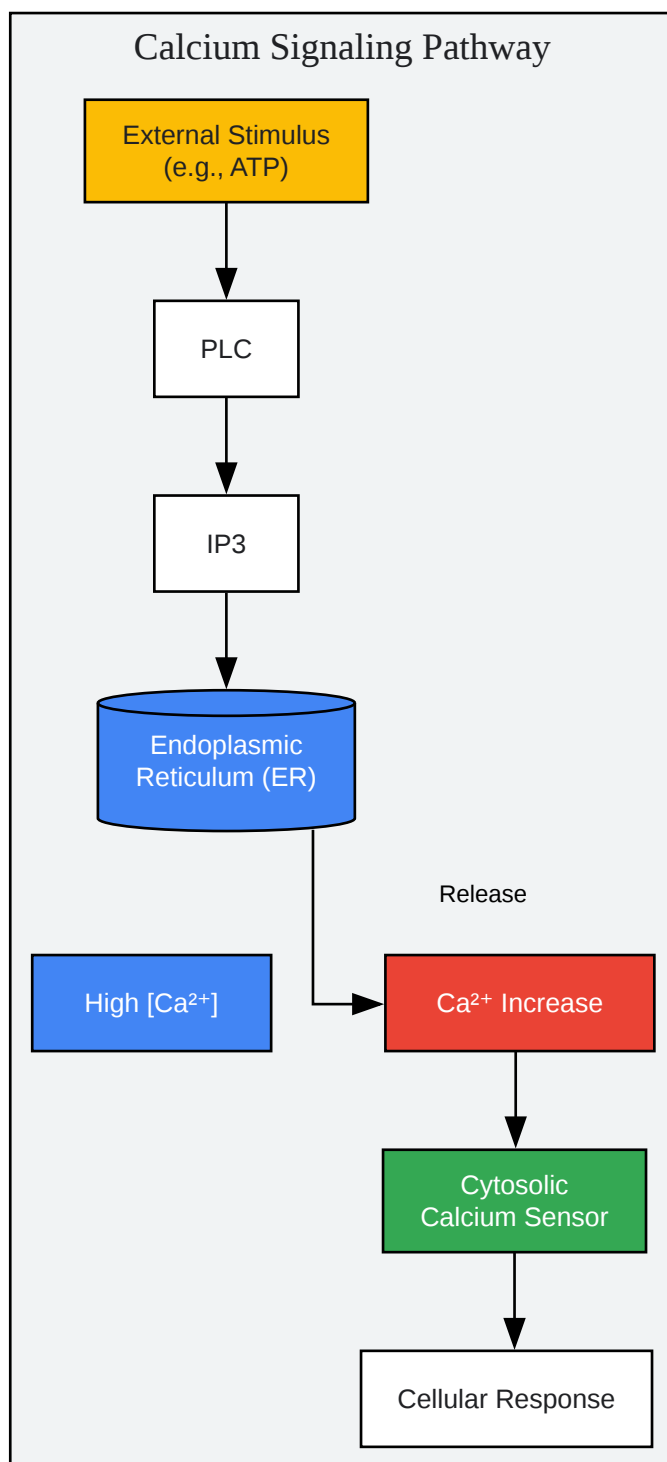 Calcium Signaling Pathway
External Stimulus
(e.g., ATP)
PLC
IP3
Endoplasmic
Reticulum (ER)
Release
High [Ca²⁺]
Ca²⁺ Increase
Cytosolic
Calcium Sensor
Cellular Response